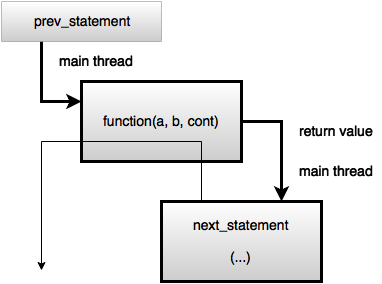 prev_statement
main thread
function(a, b, cont)
return value
main thread
next_statement
(...)